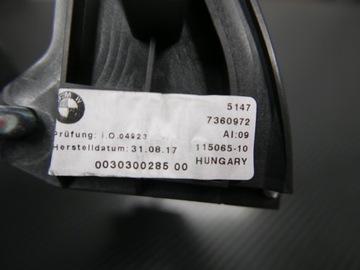 5147
7360972
Prüfung: i.O.04923 AI:09
Herstelldatum: 31.08.17 115065-10
0030300285 00 HUNGARY